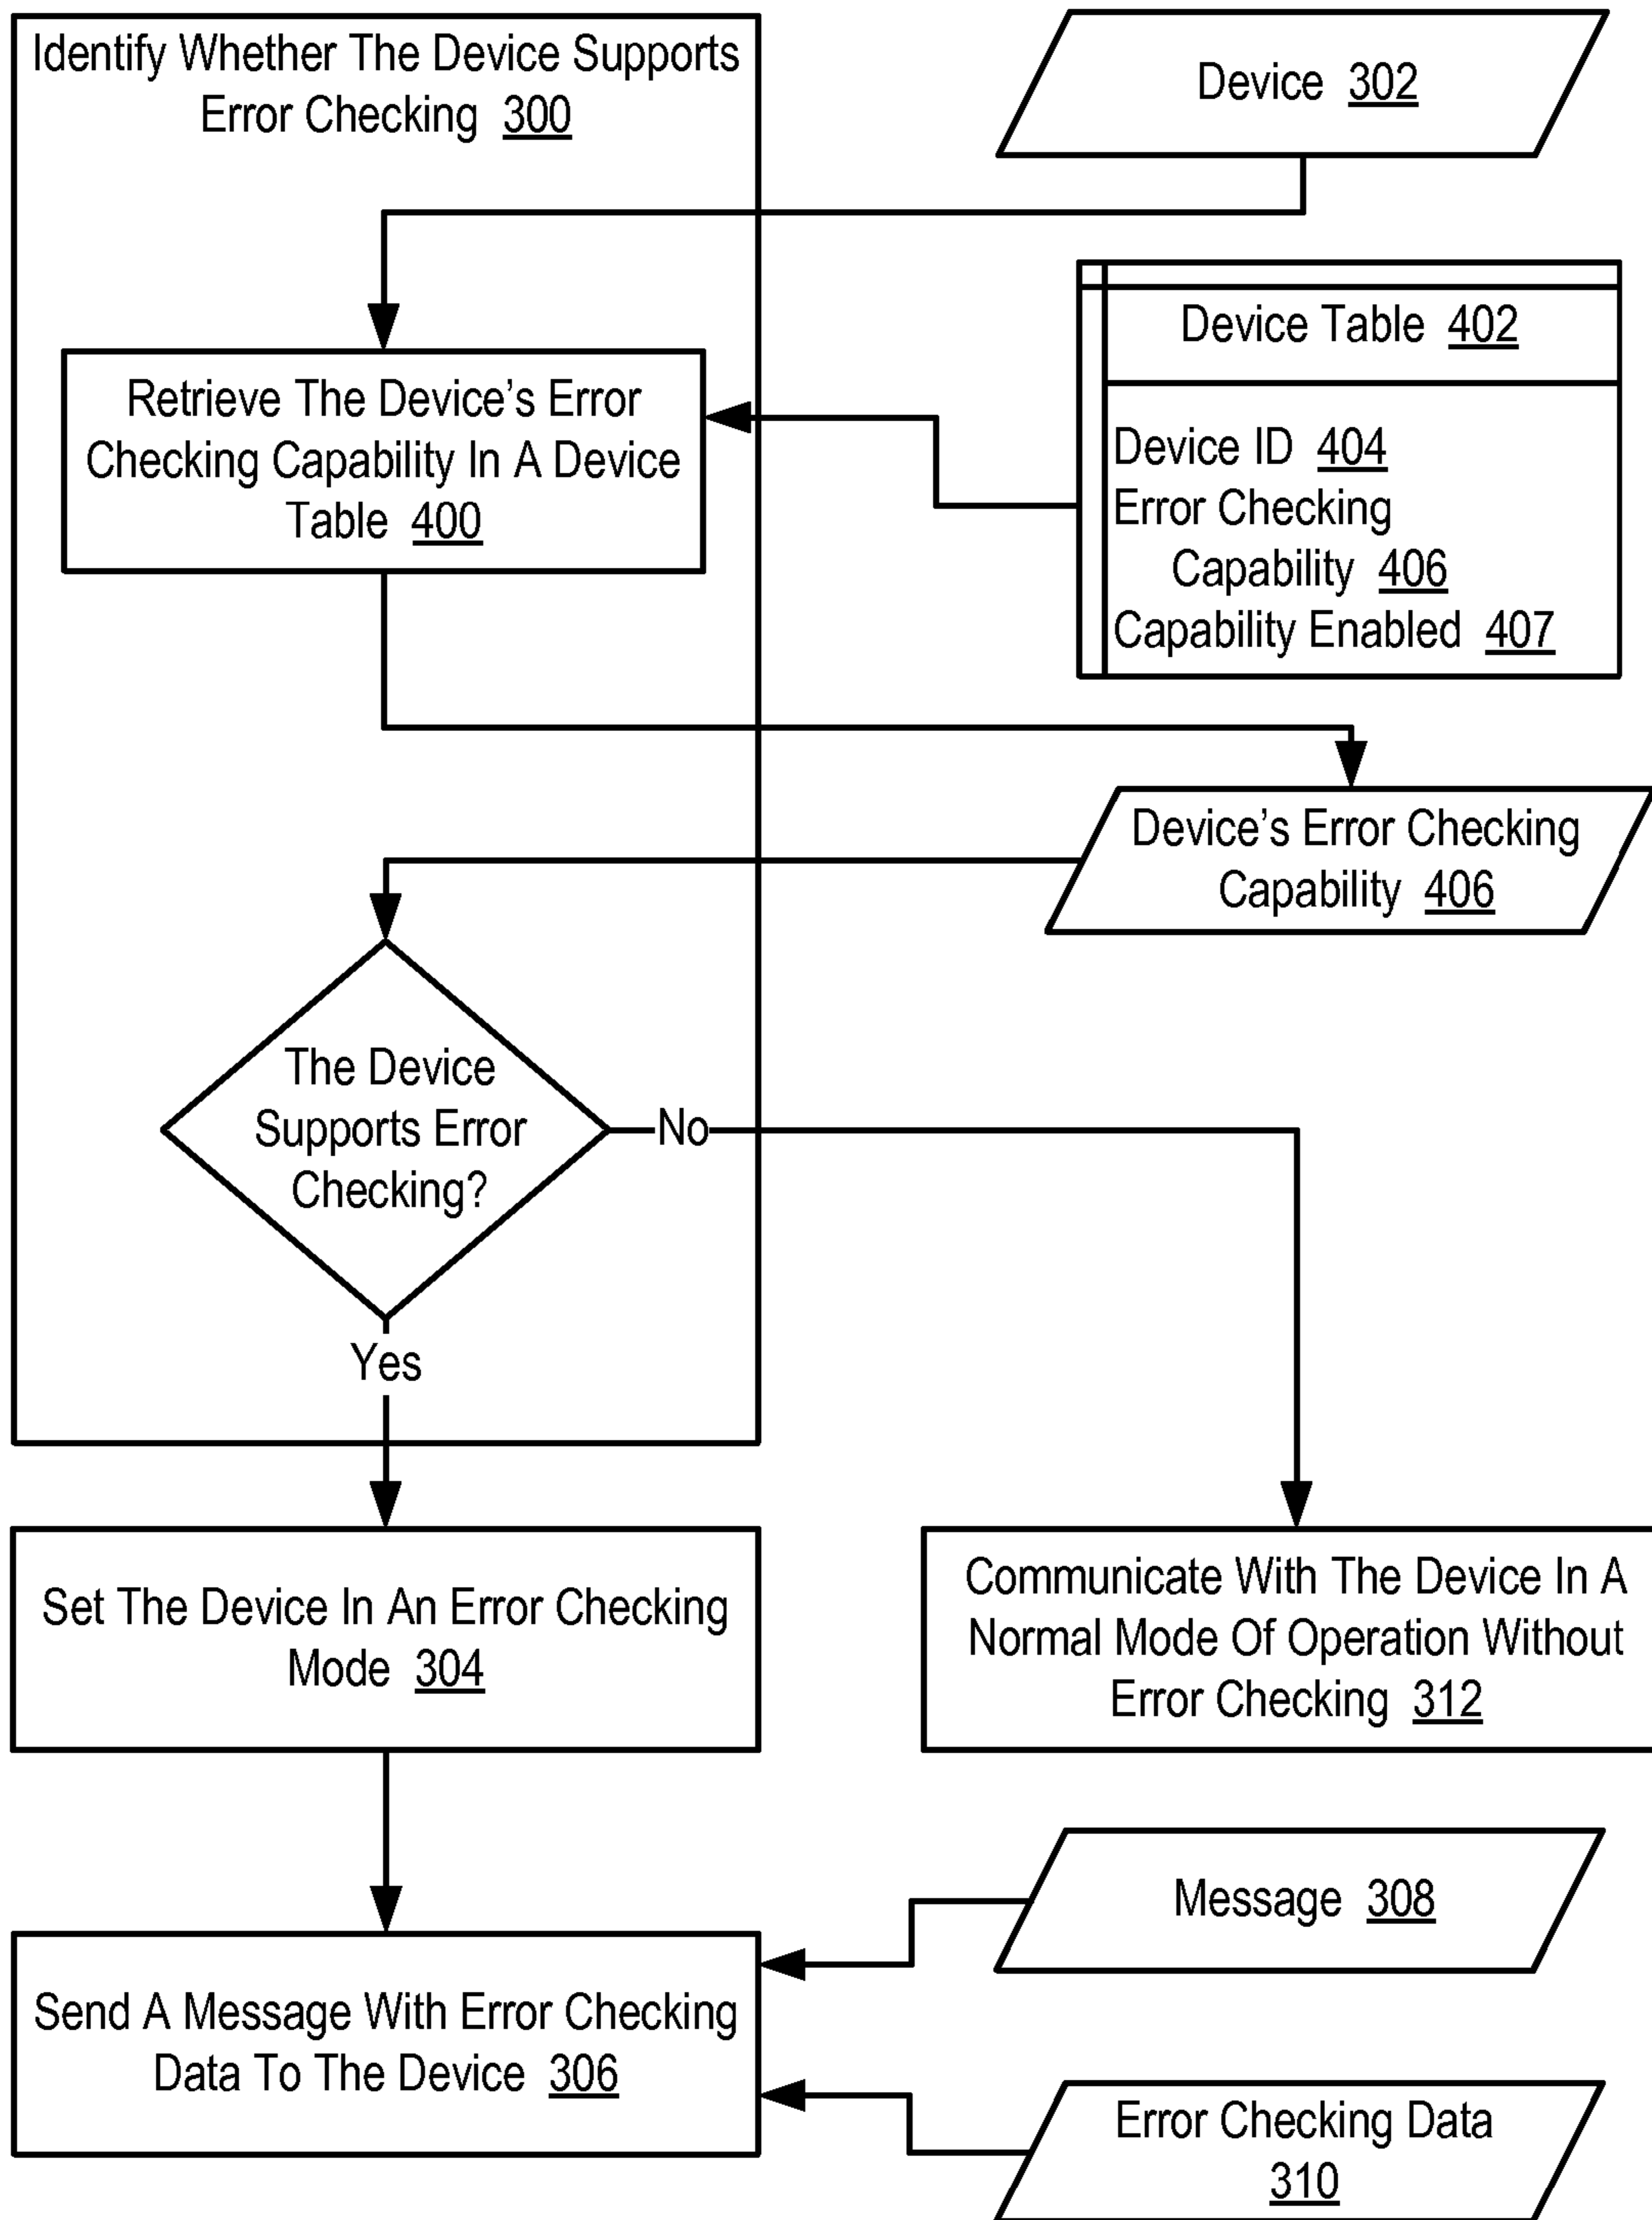 Identify Whether The Device Supports
Error Checking 300
Device 302
Device Table 402
Retrieve The Device's Error
Checking Capability In A Device
Table 400
Device ID 404
Error Checking
Capability 406
Capability Enabled 407
Device's Error Checking
Capability 406
The Device
Supports Error
Checking?
No
Yes
Set The Device In An Error Checking
Mode 304
Communicate With The Device In A
Normal Mode Of Operation Without
Error Checking 312
Message 308
Send A Message With Error Checking
Data To The Device 306
Error Checking Data
310